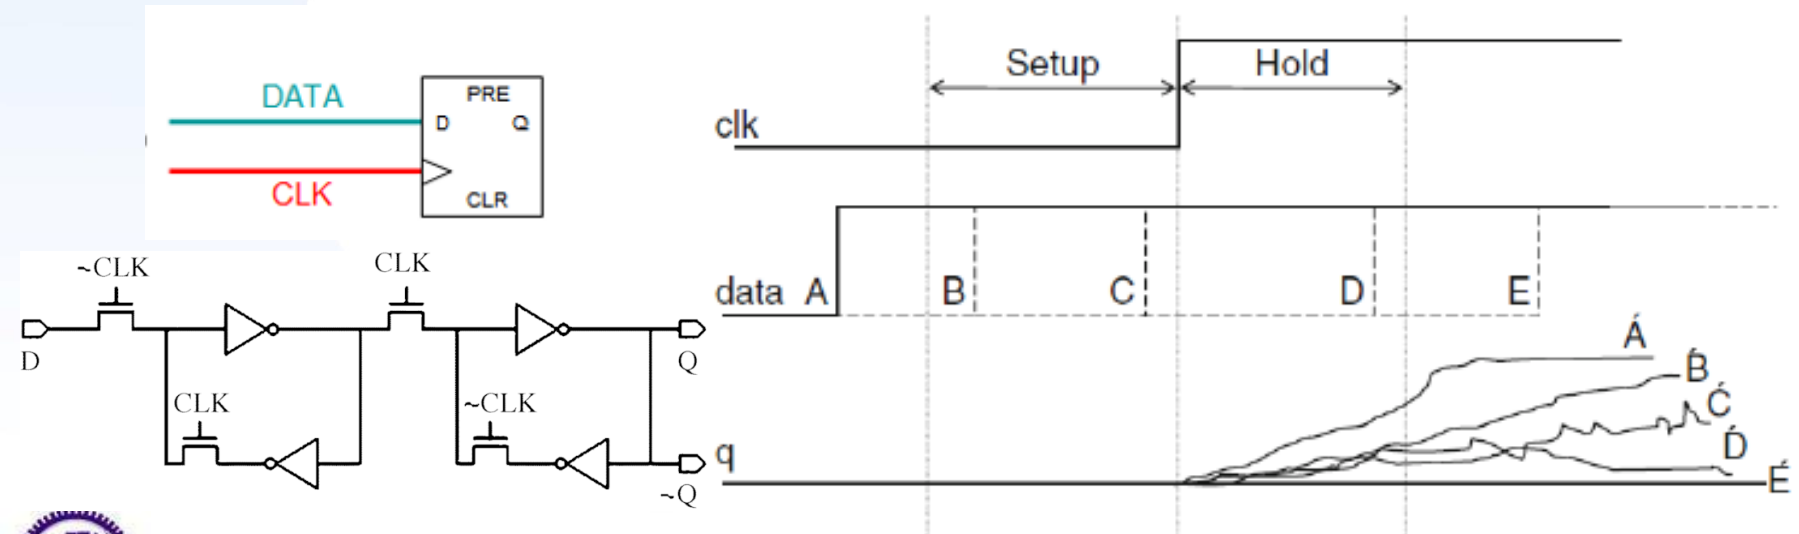 DATA
CLK
PRE
D
Q
CLR
~CLK
CLK
D
Q
CLK
~CLK
~Q
Setup
Hold
clk
data A B C D E
q
Á
B́
Ć
D́
É